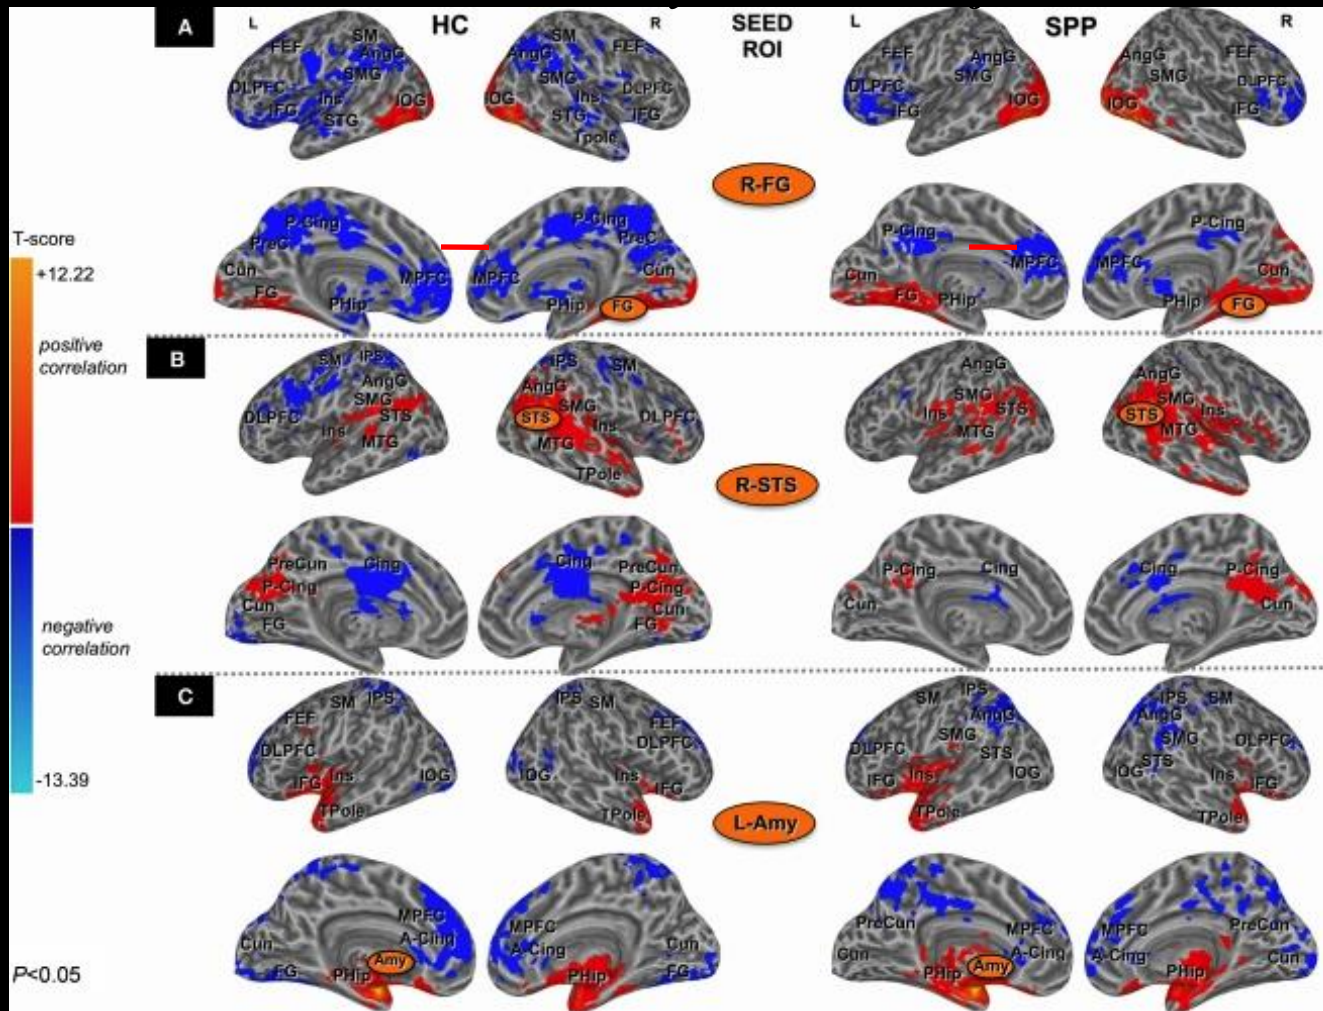 A L HC R SEED ROI L SPP R
FEF SM AngG SMG DLPFC Ins IFG STG IOG
AngG SM FEF SMG DLPFC IOG Ins STG IFG Tpole
FEF AngG DLPFC SMG IFG IOG
AngG FEF SMG DLPFC IOG IFG
R-FG
P-Cing PreC Cun FG MPFC PHip
P-Cing PreC MPFC Cun PHip FG
P-Cing MPFC Cun FG PHip
P-Cing MPFC Cun PHip FG
T-score
+12.22
positive
correlation
negative
correlation
-13.39
P<0.05
B
SM IPS AngG SMG DLPFC STS Ins MTG
IPS SM AngG SMG STS DLPFC Ins MTG TPole
AngG SMG Ins STS MTG
AngG SMG STS Ins MTG
R-STS
PreCun Cing P-Cing Cun FG
Cing PreCun P-Cing Cun FG
P-Cing Cing Cun
Cing P-Cing Cun
C
IPS SM FEF DLPFC Ins IFG IOG TPole
IPS SM FEF DLPFC IOG Ins IFG TPole
SM IPS AngG SMG DLPFC STS IFG Ins IOG TPole
IPS SM AngG SMG DLPFC STS IOG Ins IFG TPole
L-Amy
MPFC A-Cing Cun Amy FG PHip
MPFC A-Cing Cun PHip FG
PreCun MPFC A-Cing Cun PHip Amy
MPFC PreCun A-Cing Cun PHip